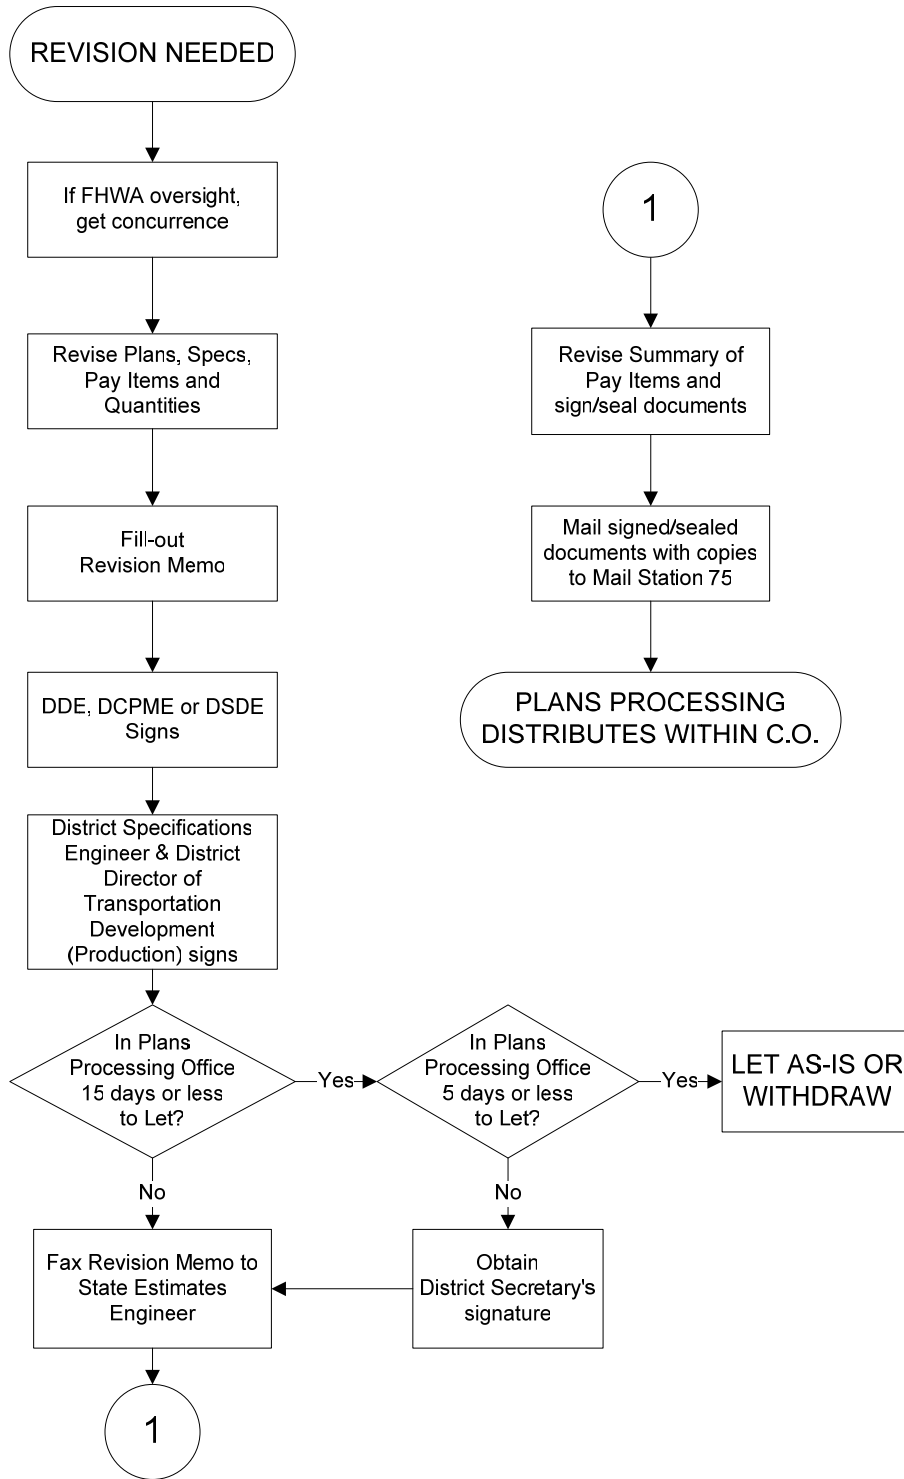 REVISION NEEDED
If FHWA oversight,
get concurrence
Revise Plans, Specs,
Pay Items and
Quantities
Fill-out
Revision Memo
DDE, DCPME or DSDE
Signs
District Specifications
Engineer & District
Director of
Transportation
Development
(Production) signs
In Plans
Processing Office
15 days or less
to Let?
Yes
In Plans
Processing Office
5 days or less
to Let?
Yes
LET AS-IS OR
WITHDRAW
No
No
Fax Revision Memo to
State Estimates
Engineer
Obtain
District Secretary's
signature
1
1
Revise Summary of
Pay Items and
sign/seal documents
Mail signed/sealed
documents with copies
to Mail Station 75
PLANS PROCESSING
DISTRIBUTES WITHIN C.O.